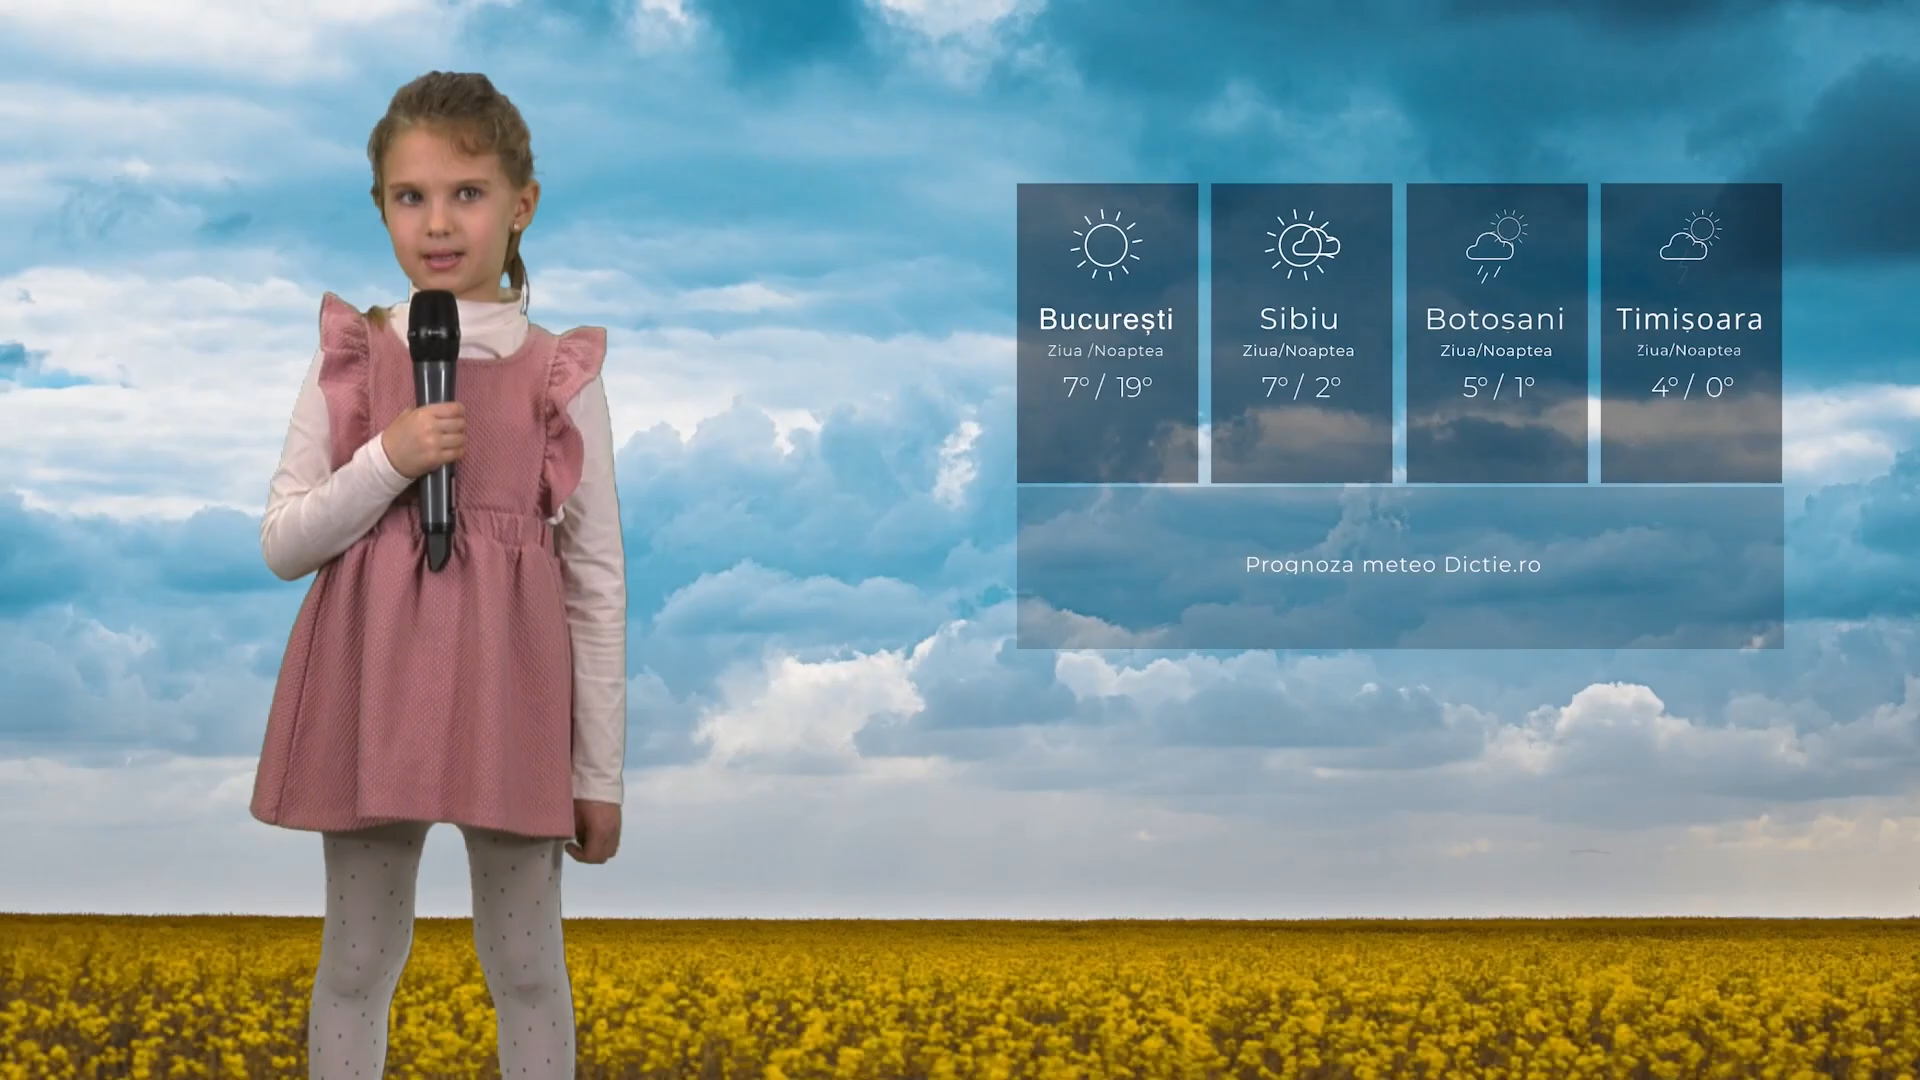 București
Ziua /Noaptea
7° / 19°
Sibiu
Ziua/Noaptea
7° / 2°
Botosani
Ziua/Noaptea
5° / 1°
Timișoara
Ziua/Noaptea
4° / 0°
Prognoza meteo Dictie.ro